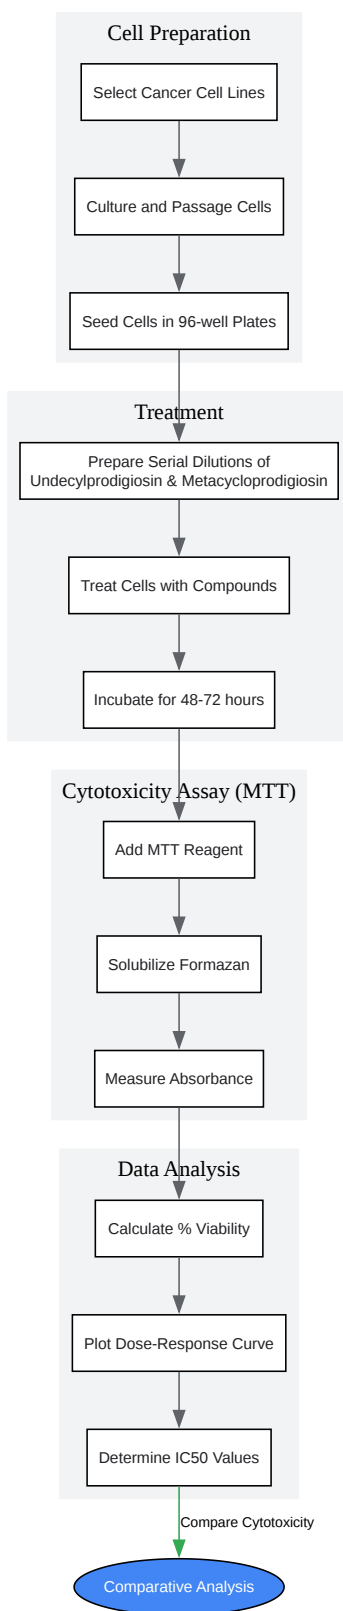 Cell Preparation
Select Cancer Cell Lines
Culture and Passage Cells
Seed Cells in 96-well Plates
Treatment
Prepare Serial Dilutions of
Undecylprodigiosin & Metacycloprodigiosin
Treat Cells with Compounds
Incubate for 48-72 hours
Cytotoxicity Assay (MTT)
Add MTT Reagent
Solubilize Formazan
Measure Absorbance
Data Analysis
Calculate % Viability
Plot Dose-Response Curve
Determine IC50 Values
Compare Cytotoxicity
Comparative Analysis